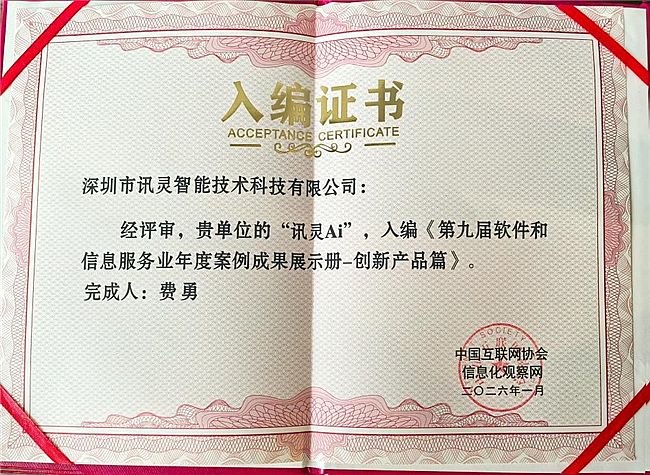 入编证书
ACCEPTANCE CERTIFICATE
深圳市讯灵智能技术科技有限公司：
经评审，贵单位的“讯灵Ai”，入编《第九届软件和
信息服务业年度案例成果展示册-创新产品篇》。
完成人：费勇
中国互联网协会
信息化观察网
二〇二六年一月